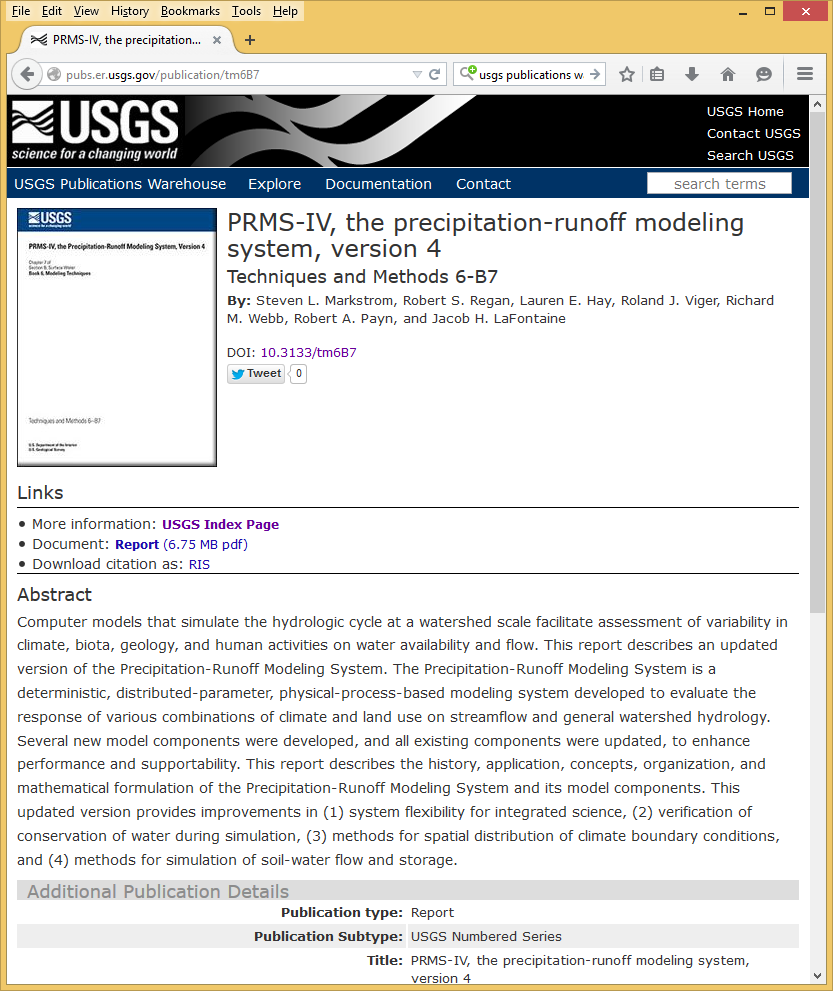 File Edit View History Bookmarks Tools Help
PRMS-IV, the precipitation...
pubs.er.usgs.gov/publication/tm6B7
usgs publications w
USGS
science for a changing world
USGS Home
Contact USGS
Search USGS
USGS Publications Warehouse Explore Documentation Contact search terms
USGS
science for a changing world
PRMS-IV, the Precipitation-Runoff Modeling System, Version 4
Chapter 7 of
Section B, Surface Water
Book 6, Modeling Techniques
Techniques and Methods 6–B7
U.S. Department of the Interior
U.S. Geological Survey
PRMS-IV, the precipitation-runoff modeling
system, version 4
Techniques and Methods 6-B7
By: Steven L. Markstrom, Robert S. Regan, Lauren E. Hay, Roland J. Viger, Richard
M. Webb, Robert A. Payn, and Jacob H. LaFontaine
DOI: 10.3133/tm6B7
Tweet 0
Links
• More information: USGS Index Page
• Document: Report (6.75 MB pdf)
• Download citation as: RIS
Abstract
Computer models that simulate the hydrologic cycle at a watershed scale facilitate assessment of variability in
climate, biota, geology, and human activities on water availability and flow. This report describes an updated
version of the Precipitation-Runoff Modeling System. The Precipitation-Runoff Modeling System is a
deterministic, distributed-parameter, physical-process-based modeling system developed to evaluate the
response of various combinations of climate and land use on streamflow and general watershed hydrology.
Several new model components were developed, and all existing components were updated, to enhance
performance and supportability. This report describes the history, application, concepts, organization, and
mathematical formulation of the Precipitation-Runoff Modeling System and its model components. This
updated version provides improvements in (1) system flexibility for integrated science, (2) verification of
conservation of water during simulation, (3) methods for spatial distribution of climate boundary conditions,
and (4) methods for simulation of soil-water flow and storage.
Additional Publication Details
Publication type: Report
Publication Subtype: USGS Numbered Series
Title: PRMS-IV, the precipitation-runoff modeling system,
version 4